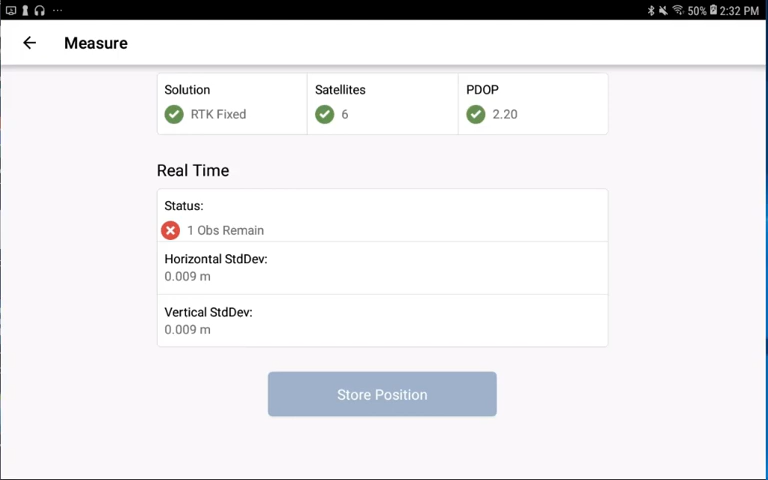 50% 2:32 PM
Measure
Solution Satellites PDOP
RTK Fixed 6 2.20
Real Time
Status:
1 Obs Remain
Horizontal StdDev:
0.009 m
Vertical StdDev:
0.009 m
Store Position